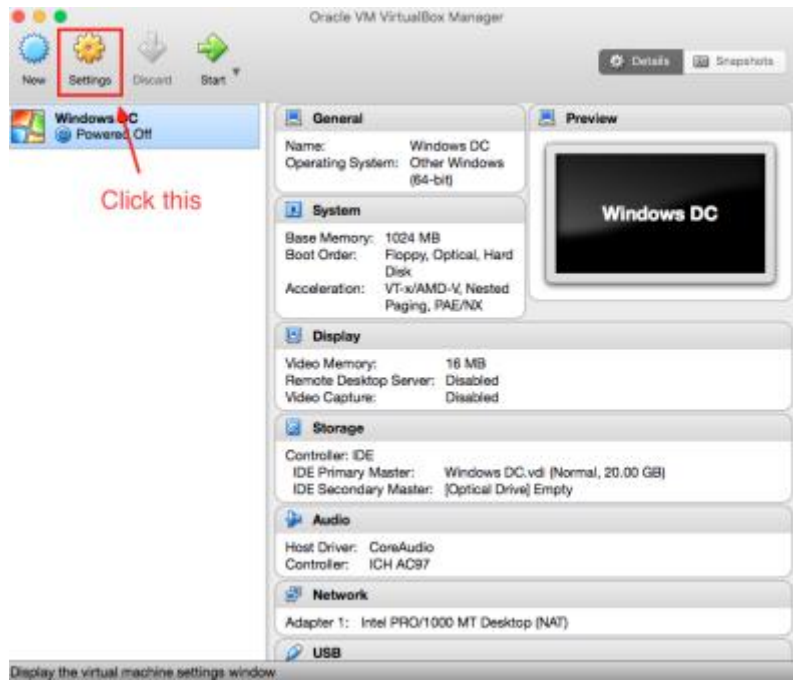 Oracle VM VirtualBox Manager
New Settings Discard Start Details Snapshots
Windows DC
Powered Off
Click this
General
Name: Windows DC
Operating System: Other Windows
(64-bit)
System
Base Memory: 1024 MB
Boot Order: Floppy, Optical, Hard
Disk
Acceleration: VT-x/AMD-V, Nested
Paging, PAE/NX
Preview
Windows DC
Display
Video Memory: 16 MB
Remote Desktop Server: Disabled
Video Capture: Disabled
Storage
Controller: IDE
IDE Primary Master: Windows DC.vdi (Normal, 20.00 GB)
IDE Secondary Master: [Optical Drive] Empty
Audio
Host Driver: CoreAudio
Controller: ICH AC97
Network
Adapter 1: Intel PRO/1000 MT Desktop (NAT)
USB
Display the virtual machine settings window